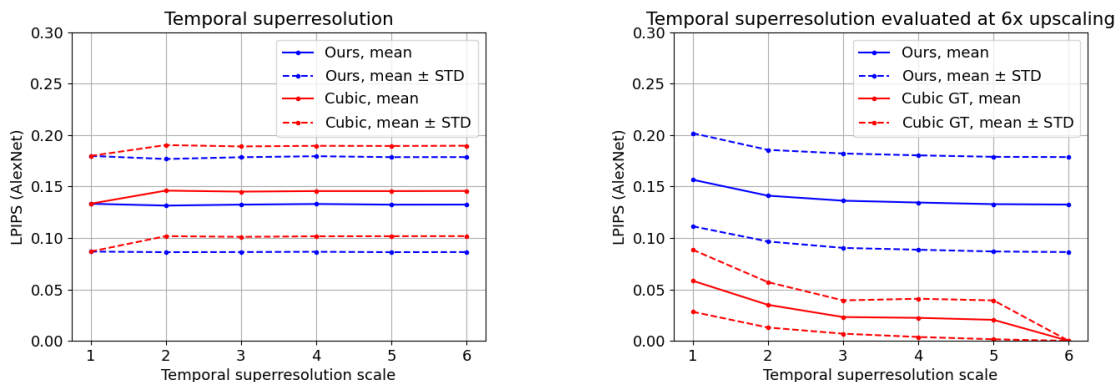 Temporal superresolution
LPIPS (AlexNet)
0.30
0.25
0.20
0.15
0.10
0.05
0.00
Ours, mean
Ours, mean ± STD
Cubic, mean
Cubic, mean ± STD
1 2 3 4 5 6
Temporal superresolution scale
Temporal superresolution evaluated at 6x upscaling
LPIPS (AlexNet)
0.30
0.25
0.20
0.15
0.10
0.05
0.00
Ours, mean
Ours, mean ± STD
Cubic GT, mean
Cubic GT, mean ± STD
1 2 3 4 5 6
Temporal superresolution scale